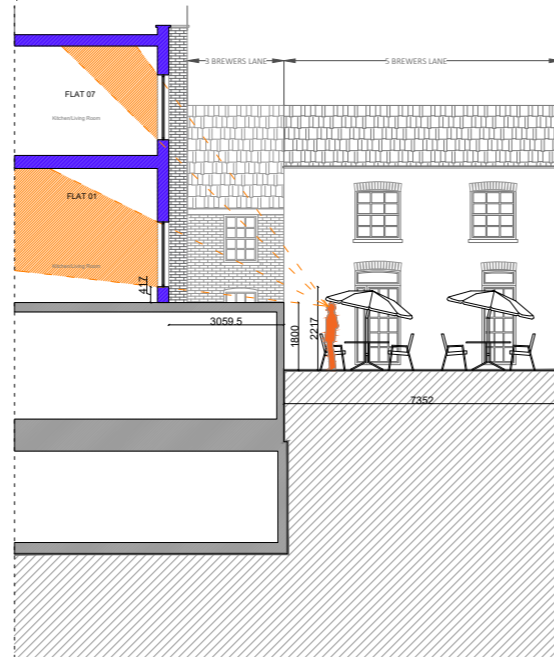 3 BREWERS LANE
5 BREWERS LANE
FLAT 07
Kitchen/Living Room
FLAT 01
Kitchen/Living Room
417
3059.5
1800
2217
7352